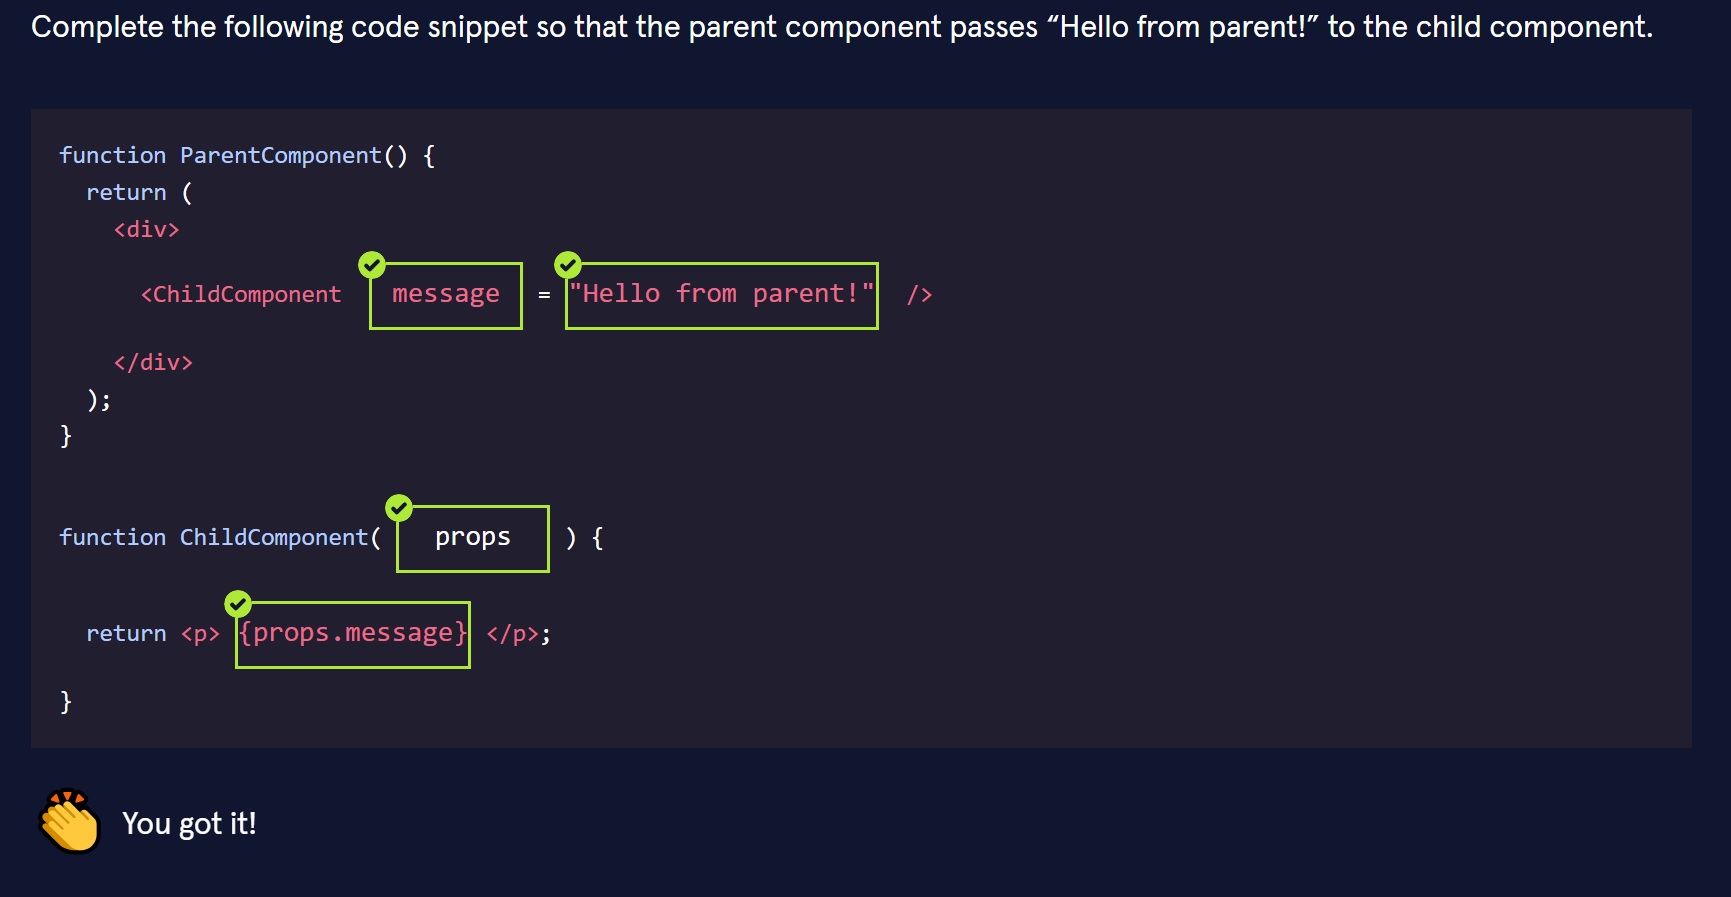 Complete the following code snippet so that the parent component passes “Hello from parent!” to the child component.
function ParentComponent() {
return (
<div>
<ChildComponent message = "Hello from parent!" />
</div>
);
}
function ChildComponent( props ) {
return <p> {props.message} </p>;
}
You got it!